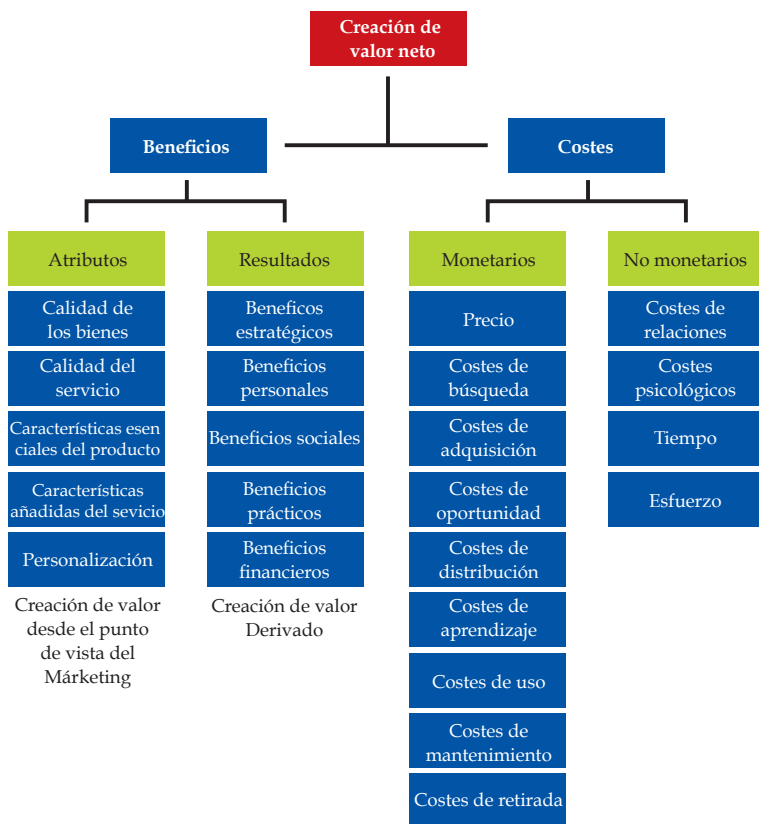 Creación de
valor neto
Beneficios
Costes
Atributos
Resultados
Monetarios
No monetarios
Calidad de
los bienes
Calidad del
servicio
Características esen
ciales del producto
Características
añadidas del sevicio
Personalización
Creación de valor
desde el punto
de vista del
Márketing
Beneficos
estratégicos
Beneficios
personales
Beneficios sociales
Beneficios
prácticos
Beneficios
financieros
Creación de valor
Derivado
Precio
Costes de
búsqueda
Costes de
adquisición
Costes de
oportunidad
Costes de
distribución
Costes de
aprendizaje
Costes de uso
Costes de
mantenimiento
Costes de retirada
Costes de
relaciones
Costes
psicológicos
Tiempo
Esfuerzo